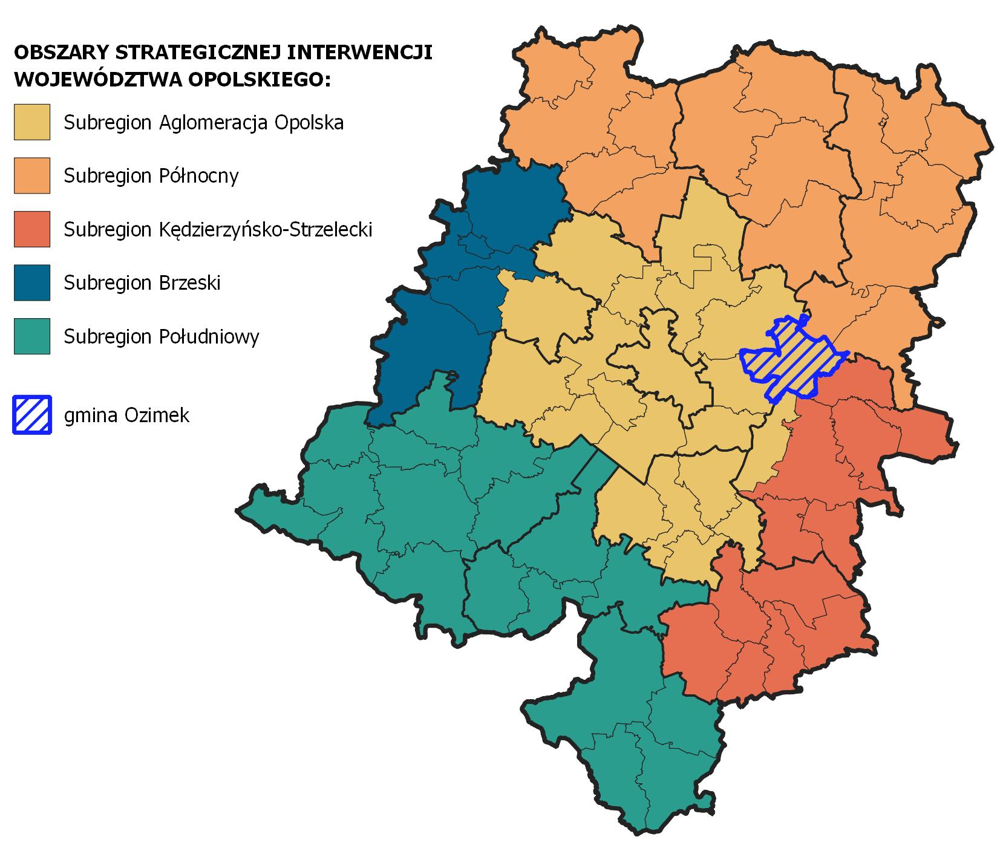 OBSZARY STRATEGICZNEJ INTERWENCJI
WOJEWÓDZTWA OPOLSKIEGO:
Subregion Aglomeracja Opolska
Subregion Północny
Subregion Kędzierzyńsko-Strzelecki
Subregion Brzeski
Subregion Południowy
gmina Ozimek